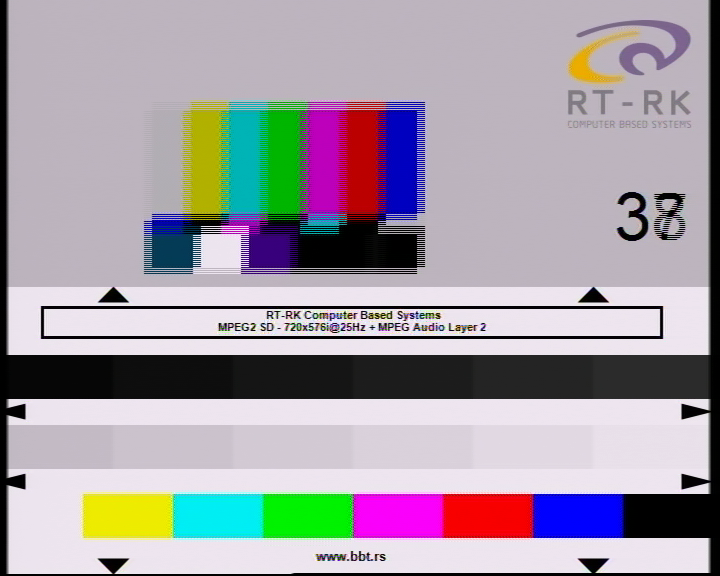 RT-RK
COMPUTER BASED SYSTEMS
RT-RK Computer Based Systems
MPEG2 SD - 720x576i@25Hz + MPEG Audio Layer 2
www.bbt.rs